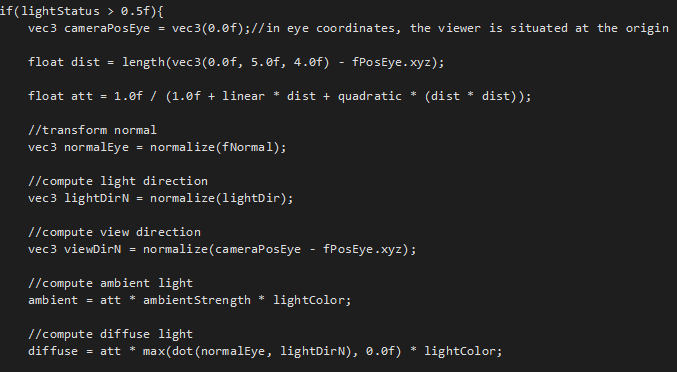 if(lightStatus > 0.5f){
vec3 cameraPosEye = vec3(0.0f);//in eye coordinates, the viewer is situated at the origin
float dist = length(vec3(0.0f, 5.0f, 4.0f) - fPosEye.xyz);
float att = 1.0f / (1.0f + linear * dist + quadratic * (dist * dist));
//transform normal
vec3 normalEye = normalize(fNormal);
//compute light direction
vec3 lightDirN = normalize(lightDir);
//compute view direction
vec3 viewDirN = normalize(cameraPosEye - fPosEye.xyz);
//compute ambient light
ambient = att * ambientStrength * lightColor;
//compute diffuse light
diffuse = att * max(dot(normalEye, lightDirN), 0.0f) * lightColor;